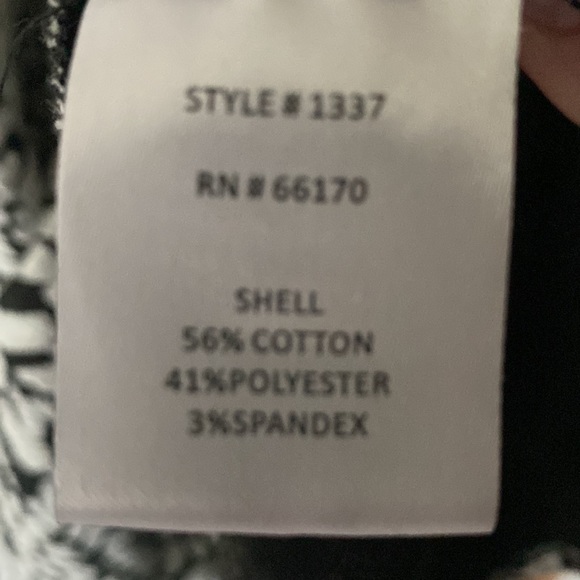 STYLE # 1337
RN # 66170
SHELL
56% COTTON
41%POLYESTER
3%SPANDEX